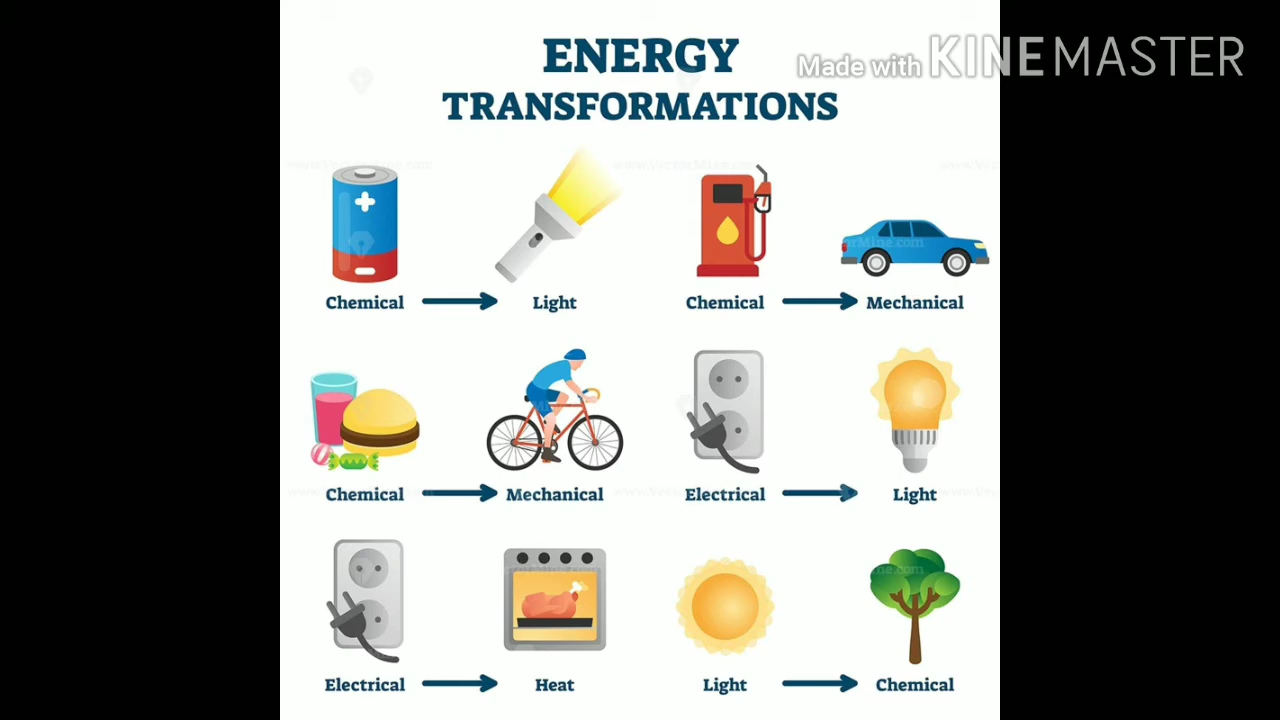 ENERGY
TRANSFORMATIONS
Made with KINEMASTER
Chemical Light Chemical Mechanical
Chemical Mechanical Electrical Light
Electrical Heat Light Chemical